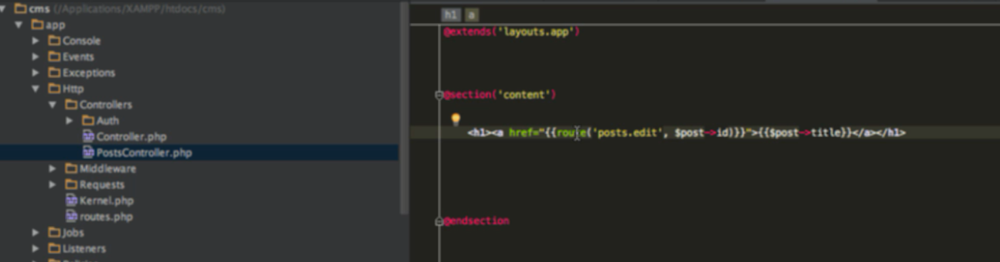 cms (/Applications/XAMPP/htdocs/cms)
app
Console
Events
Exceptions
Http
Controllers
Auth
Controller.php
PostsController.php
Middleware
Requests
Kernel.php
routes.php
Jobs
Listeners
h1 a
@extends('layouts.app')
@section('content')
<h1><a href="{{route('posts.edit', $post->id)}}">{{$post->title}}</a></h1>
@endsection